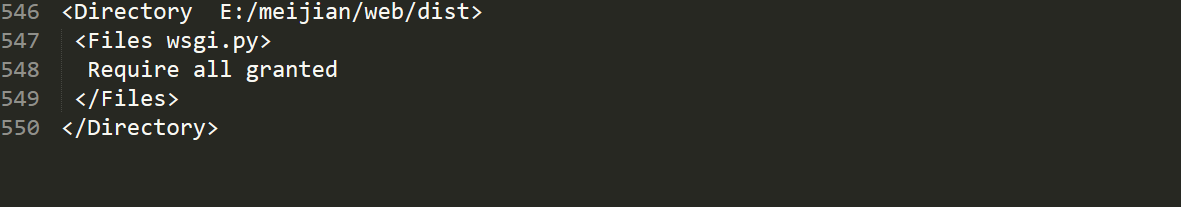 546 <Directory  E:/meijian/web/dist>
547  <Files wsgi.py>
548   Require all granted
549  </Files>
550 </Directory>